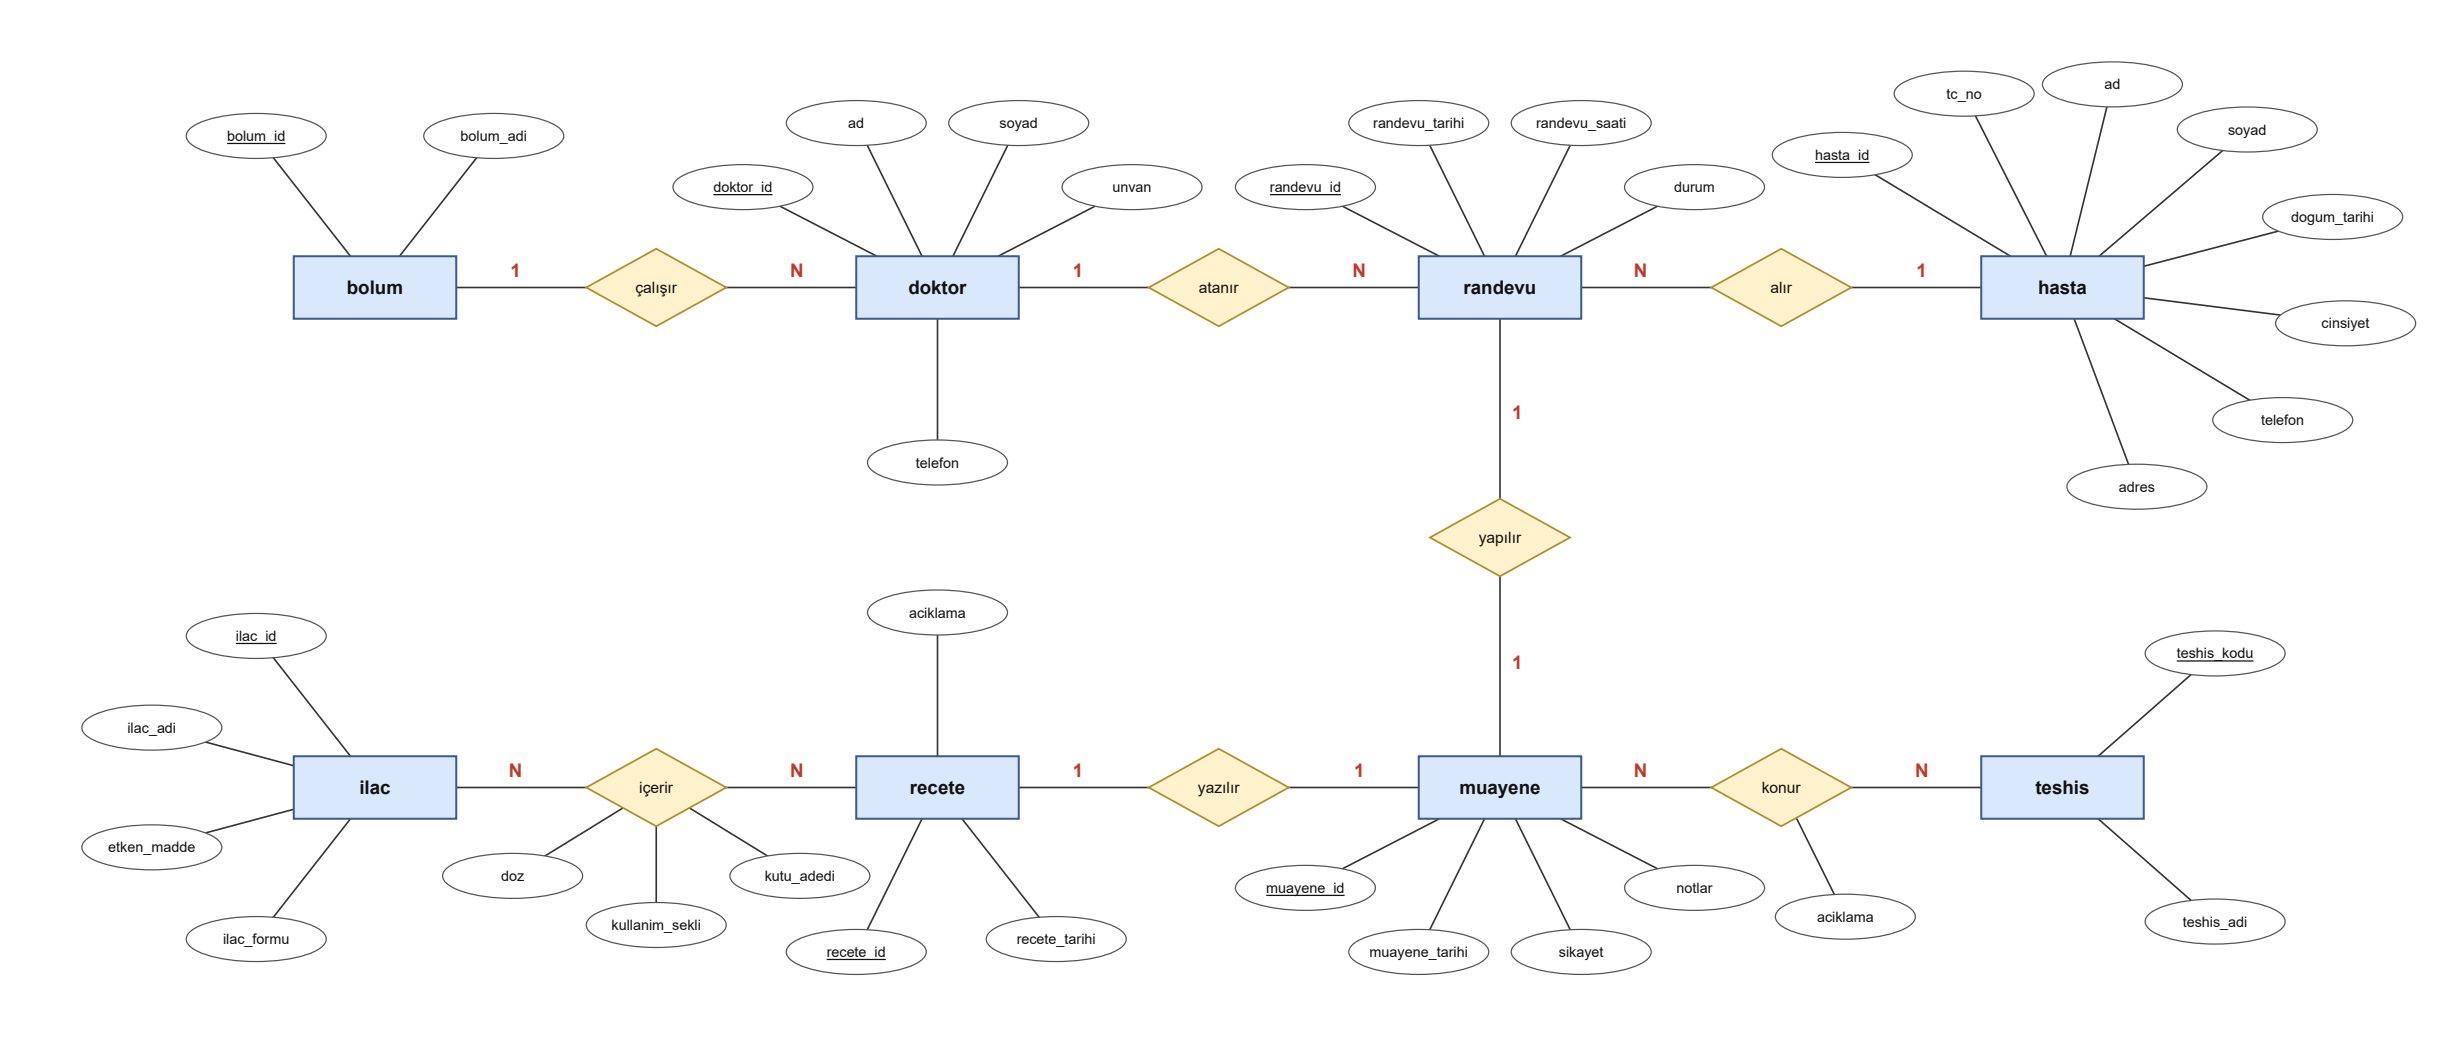 ad
tc_no
ad
soyad
randevu_tarihi
randevu_saati
soyad
bolum_id
bolum_adi
hasta_id
doktor_id
unvan
randevu_id
durum
dogum_tarihi
1
N
1
N
N
1
bolum
çalışır
doktor
atanır
randevu
alır
hasta
cinsiyet
1
telefon
telefon
adres
yapılır
aciklama
ilac_id
teshis_kodu
1
ilac_adi
N
N
1
1
N
N
ilac
içerir
recete
yazılır
muayene
konur
teshis
etken_madde
doz
kutu_adedi
muayene_id
notlar
aciklama
kullanim_sekli
teshis_adi
ilac_formu
recete_id
recete_tarihi
muayene_tarihi
sikayet